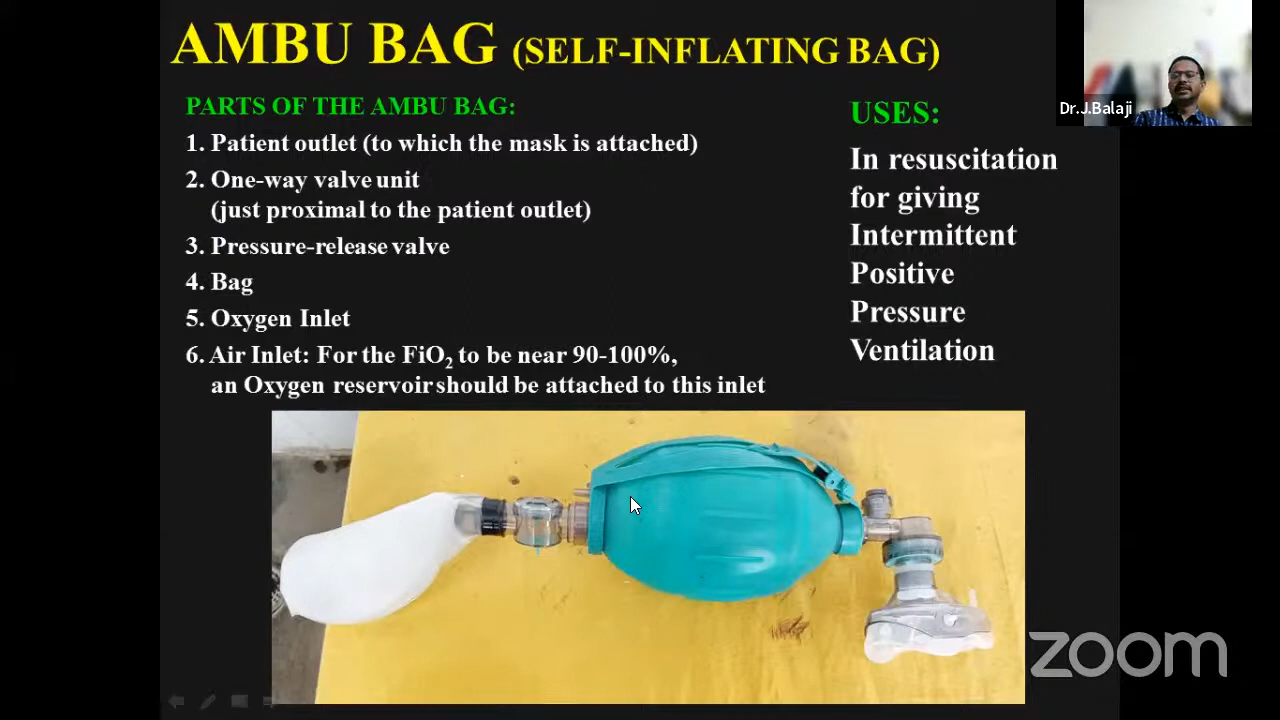 AMBU BAG (SELF-INFLATING BAG)
PARTS OF THE AMBU BAG:
1. Patient outlet (to which the mask is attached)
2. One-way valve unit
(just proximal to the patient outlet)
3. Pressure-release valve
4. Bag
5. Oxygen Inlet
6. Air Inlet: For the FiO₂ to be near 90-100%,
an Oxygen reservoir should be attached to this inlet
USES:
In resuscitation
for giving
Intermittent
Positive
Pressure
Ventilation
Dr.J.Balaji
zoom